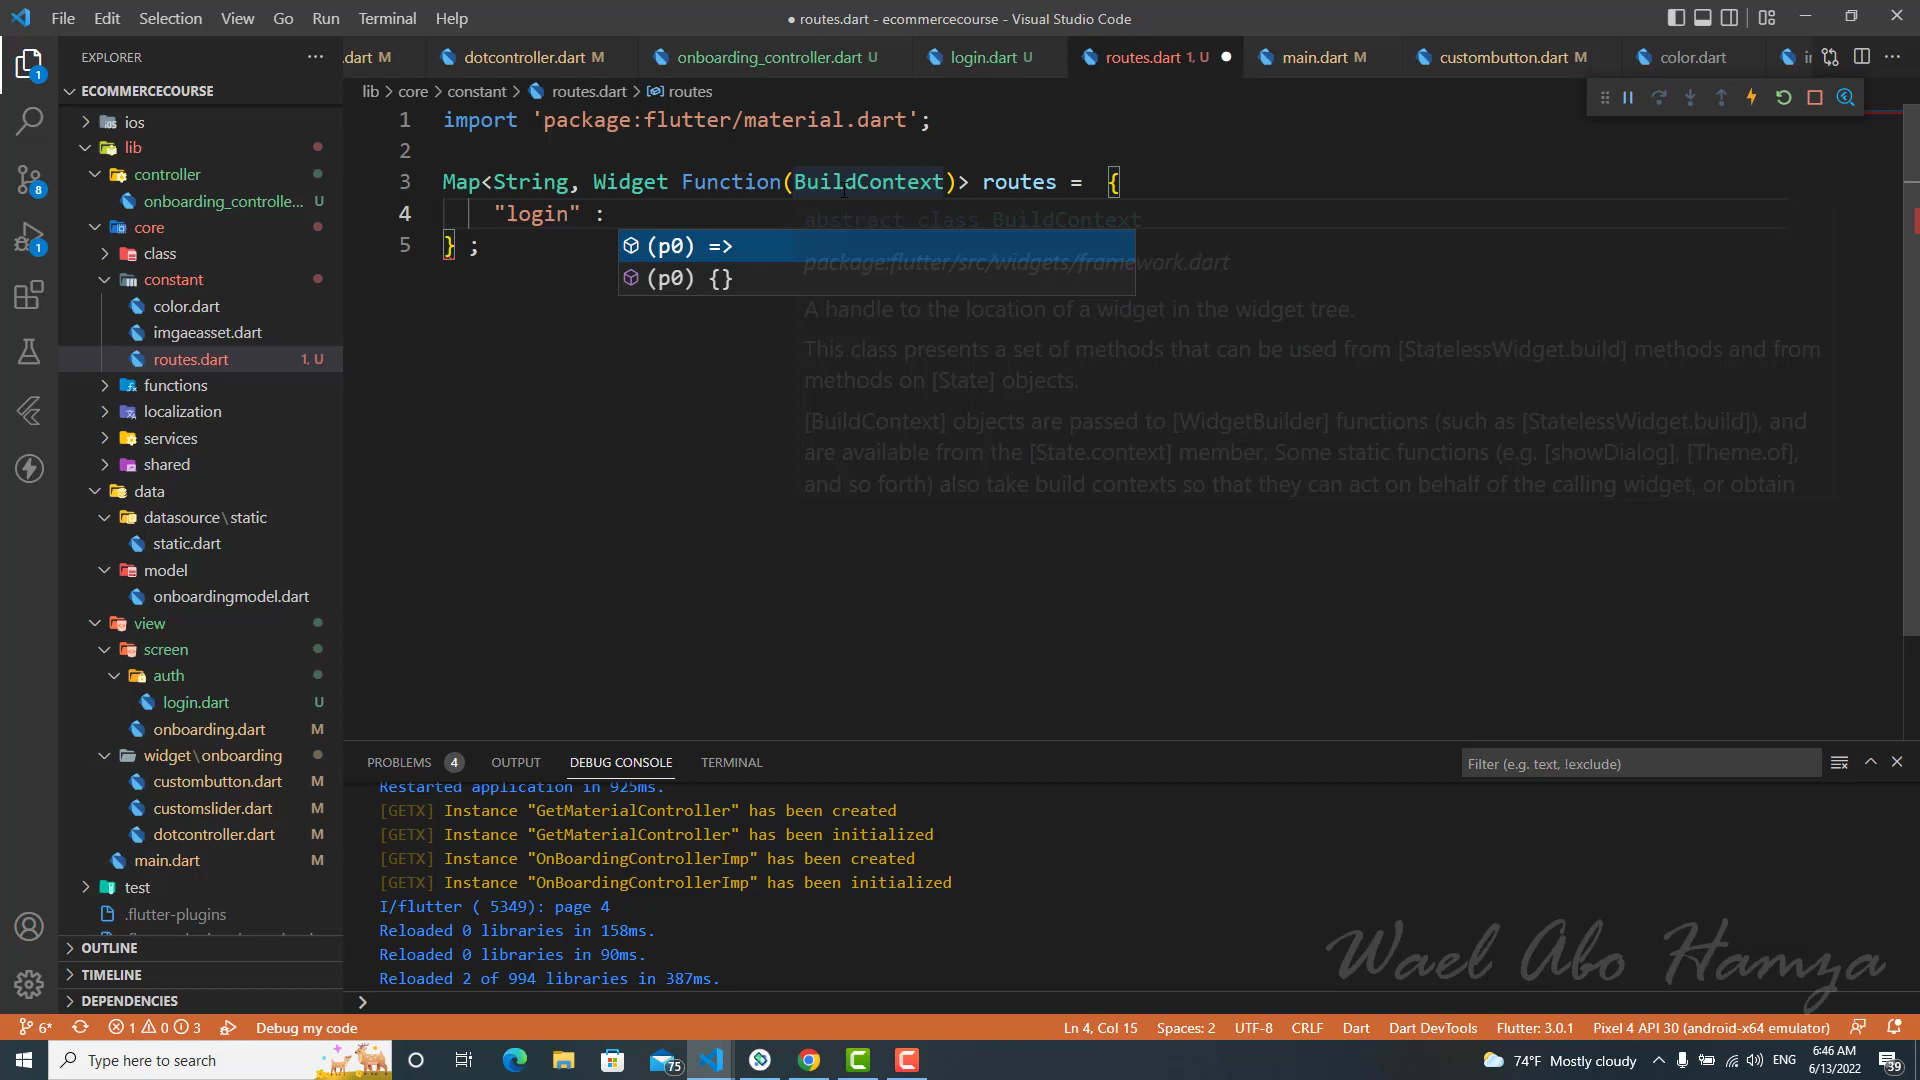 File Edit Selection View Go Run Terminal Help
● routes.dart - ecommercecourse - Visual Studio Code
EXPLORER
.dart M
dotcontroller.dart M
onboarding_controller.dart U
login.dart U
routes.dart 1, U
main.dart M
custombutton.dart M
color.dart
ECOMMERCECOURSE
ios
lib
controller
onboarding_controlle... U
core
class
constant
color.dart
imgaeasset.dart
routes.dart 1, U
functions
localization
services
shared
data
datasource\static
static.dart
model
onboardingmodel.dart
view
screen
auth
login.dart U
onboarding.dart M
widget\onboarding
custombutton.dart M
customslider.dart M
dotcontroller.dart M
main.dart M
test
.flutter-plugins
OUTLINE
TIMELINE
DEPENDENCIES
lib > core > constant > routes.dart > routes
1 import 'package:flutter/material.dart';
2
3 Map<String, Widget Function(BuildContext)> routes = {
4 "login" :
5 } ;
(p0) =>
(p0) {}
abstract class BuildContext
package:flutter/src/widgets/framework.dart
A handle to the location of a widget in the widget tree.
This class presents a set of methods that can be used from [StatelessWidget.build] methods and from
methods on [State] objects.
[BuildContext] objects are passed to [WidgetBuilder] functions (such as [StatelessWidget.build]), and
are available from the [State.context] member. Some static functions (e.g. [showDialog], [Theme.of],
and so forth) also take build contexts so that they can act on behalf of the calling widget, or obtain
PROBLEMS 4 OUTPUT DEBUG CONSOLE TERMINAL
Filter (e.g. text, !exclude)
Restarted application in 925ms.
[GETX] Instance "GetMaterialController" has been created
[GETX] Instance "GetMaterialController" has been initialized
[GETX] Instance "OnBoardingControllerImp" has been created
[GETX] Instance "OnBoardingControllerImp" has been initialized
I/flutter ( 5349): page 4
Reloaded 0 libraries in 158ms.
Reloaded 0 libraries in 90ms.
Reloaded 2 of 994 libraries in 387ms.
Wael Abo Hamza
6* 1 0 3 Debug my code
Ln 4, Col 15 Spaces: 2 UTF-8 CRLF Dart Dart DevTools Flutter: 3.0.1 Pixel 4 API 30 (android-x64 emulator)
Type here to search
75
74°F Mostly cloudy
ENG
6:46 AM
6/13/2022
39